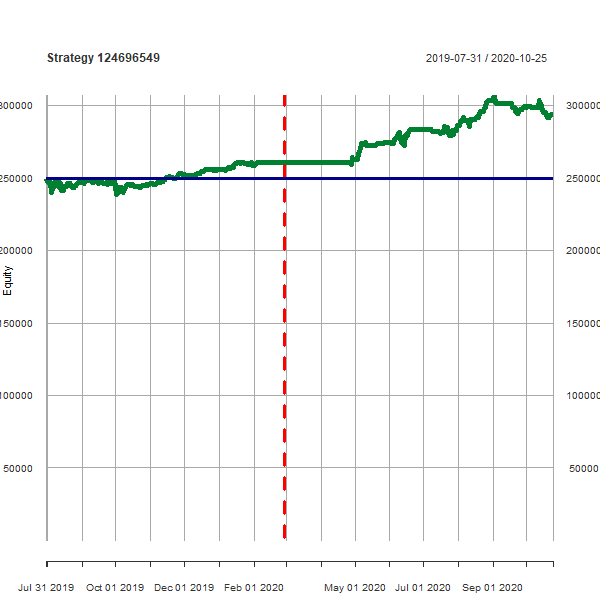 Strategy 124696549
2019-07-31 / 2020-10-25
300000 300000
250000 250000
200000 200000
150000 150000
100000 100000
50000 50000
Equity
Jul 31 2019 Oct 01 2019 Dec 01 2019 Feb 01 2020 May 01 2020 Jul 01 2020 Sep 01 2020